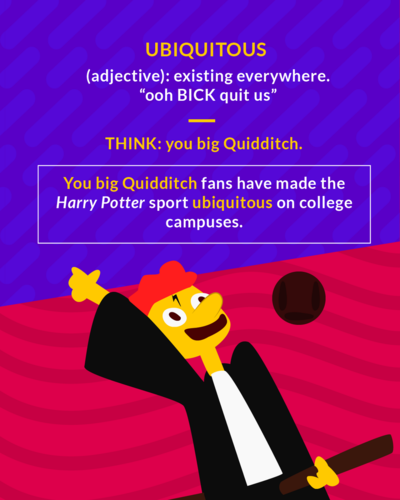 UBIQUITOUS
(adjective): existing everywhere.
“ooh BICK quit us”
THINK: you big Quidditch.
You big Quidditch fans have made the
Harry Potter sport ubiquitous on college
campuses.